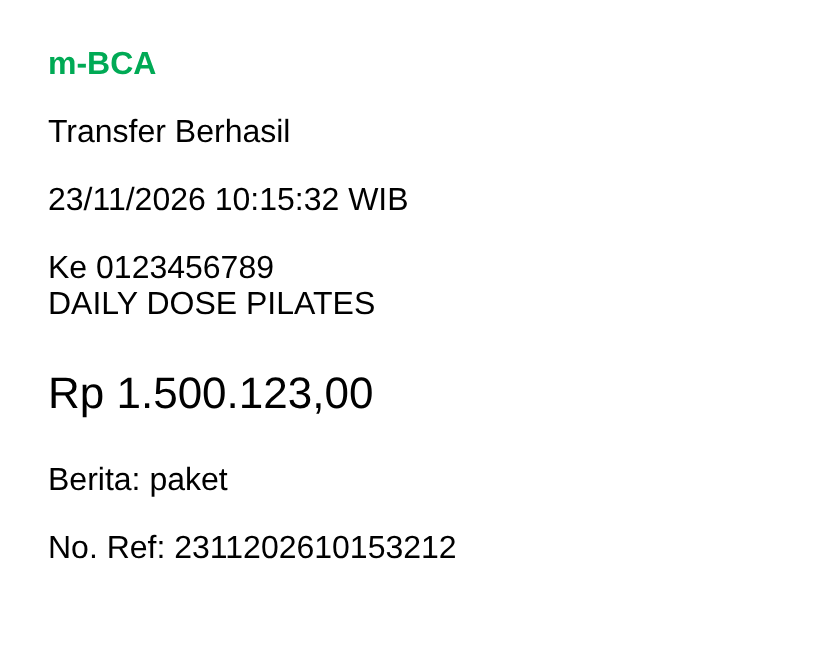 m-BCA
Transfer Berhasil
23/11/2026 10:15:32 WIB
Ke 0123456789
DAILY DOSE PILATES
Rp 1.500.123,00
Berita: paket
No. Ref: 2311202610153212